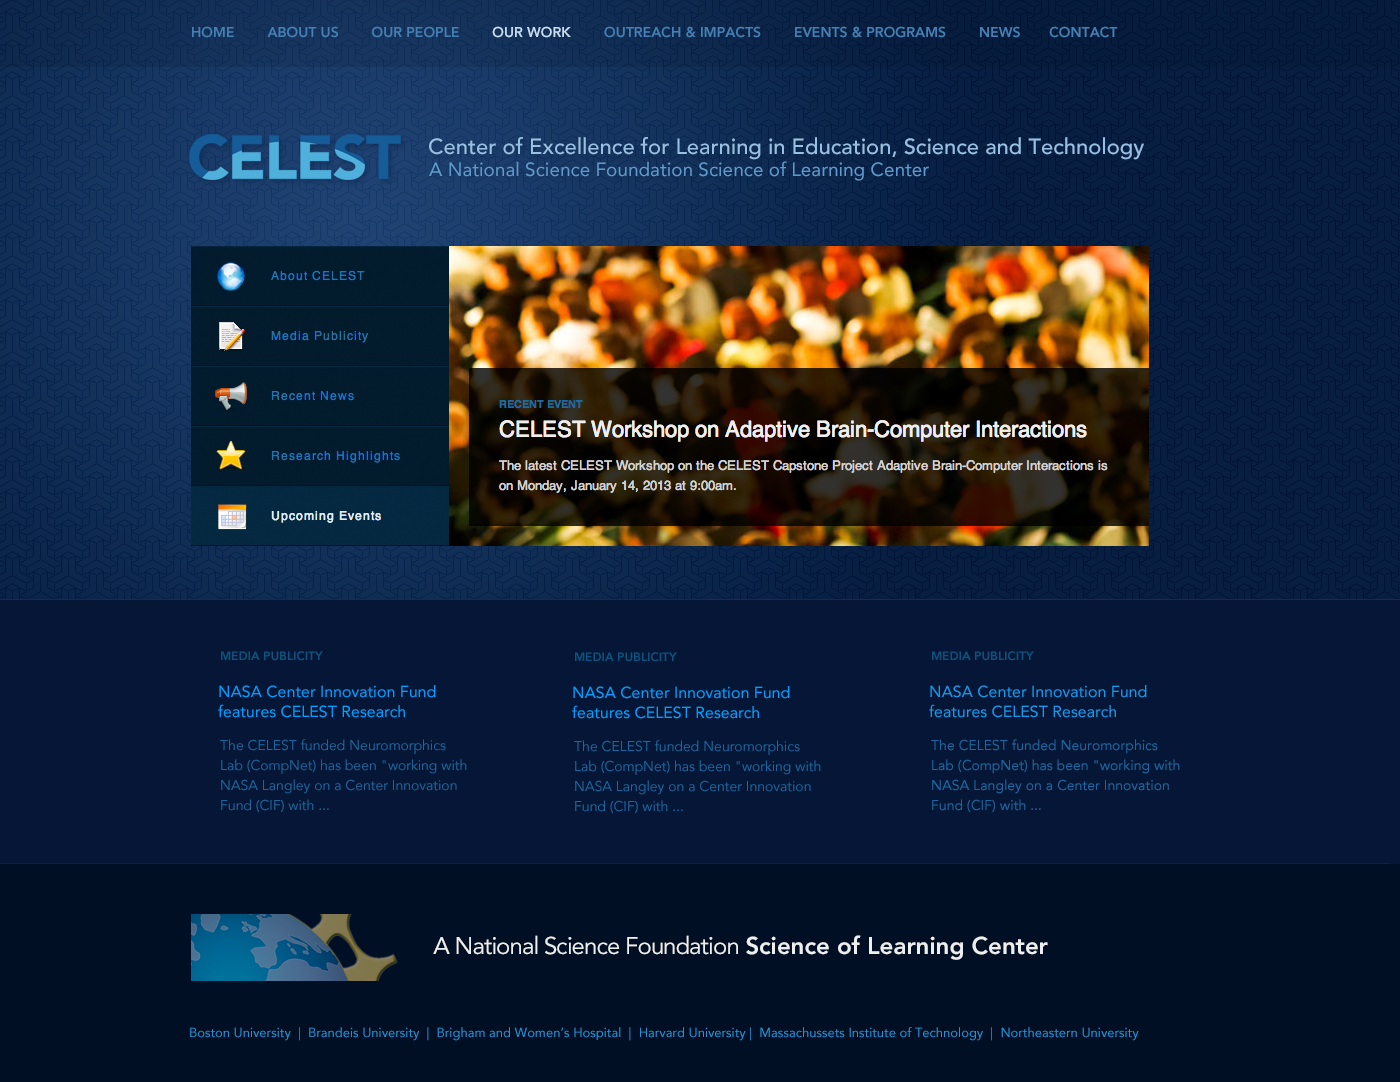 HOME ABOUT US OUR PEOPLE OUR WORK OUTREACH & IMPACTS EVENTS & PROGRAMS NEWS CONTACT
CELEST
Center of Excellence for Learning in Education, Science and Technology
A National Science Foundation Science of Learning Center
About CELEST
Media Publicity
Recent News
Research Highlights
Upcoming Events
RECENT EVENT
CELEST Workshop on Adaptive Brain-Computer Interactions
The latest CELEST Workshop on the CELEST Capstone Project Adaptive Brain-Computer Interactions is
on Monday, January 14, 2013 at 9:00am.
MEDIA PUBLICITY
NASA Center Innovation Fund
features CELEST Research
The CELEST funded Neuromorphics
Lab (CompNet) has been "working with
NASA Langley on a Center Innovation
Fund (CIF) with ...
MEDIA PUBLICITY
NASA Center Innovation Fund
features CELEST Research
The CELEST funded Neuromorphics
Lab (CompNet) has been "working with
NASA Langley on a Center Innovation
Fund (CIF) with ...
MEDIA PUBLICITY
NASA Center Innovation Fund
features CELEST Research
The CELEST funded Neuromorphics
Lab (CompNet) has been "working with
NASA Langley on a Center Innovation
Fund (CIF) with ...
A National Science Foundation Science of Learning Center
Boston University | Brandeis University | Brigham and Women's Hospital | Harvard University | Massachussets Institute of Technology | Northeastern University